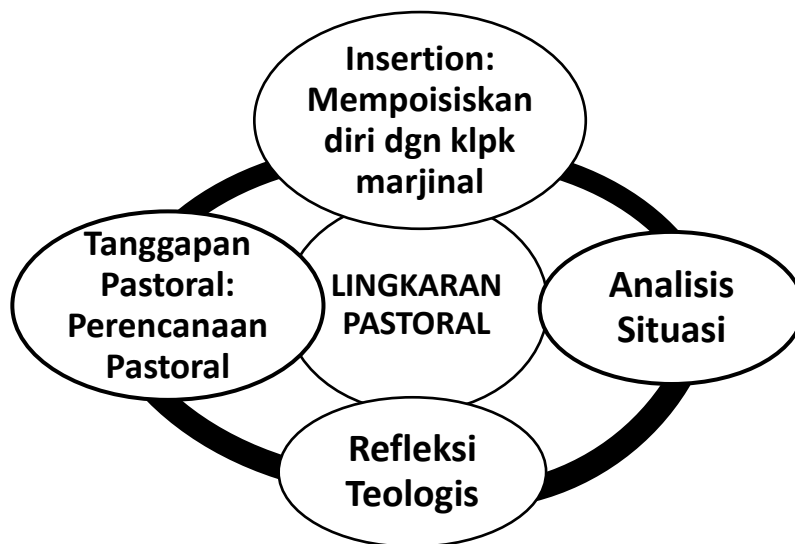 Insertion:
Mempoisiskan
diri dgn klpk
marjinal
Tanggapan
Pastoral:
Perencanaan
Pastoral
LINGKARAN
PASTORAL
Analisis
Situasi
Refleksi
Teologis